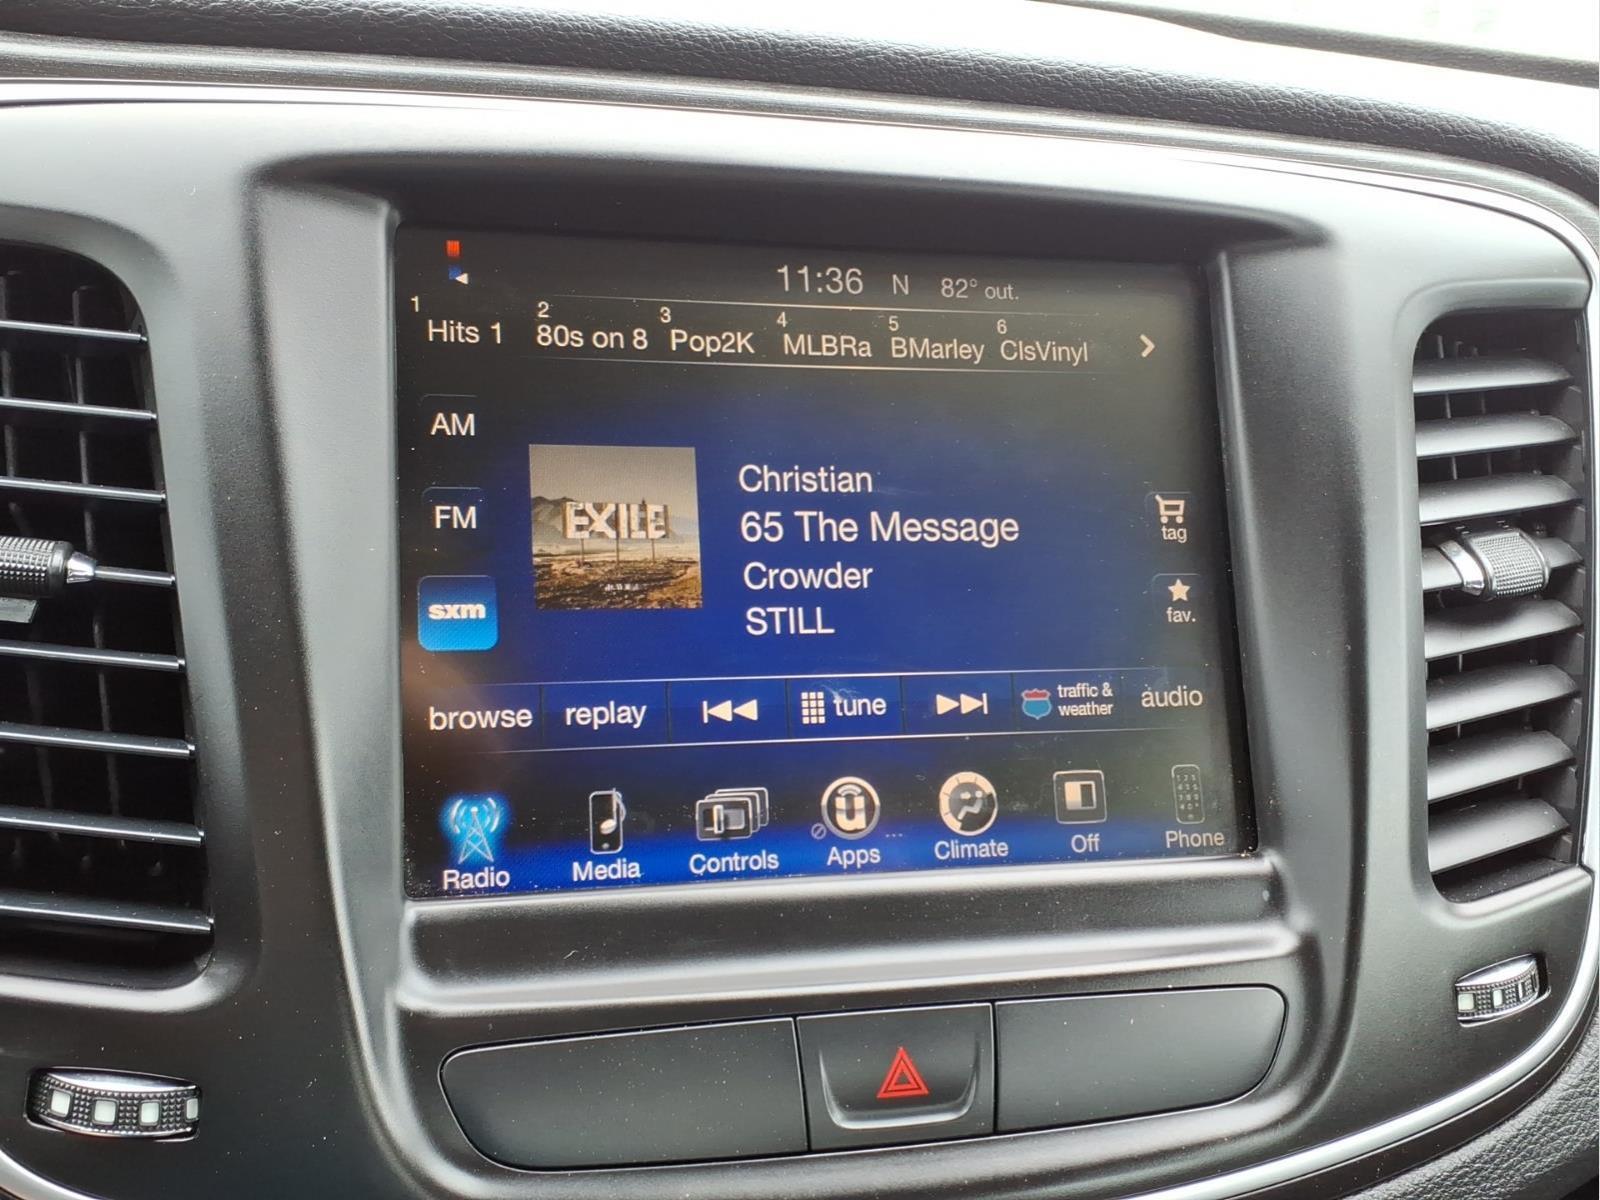 11:36 N 82° out.
1 Hits 1 2 80s on 8 3 Pop2K 4 MLBRa 5 BMarley 6 ClsVinyl
AM
FM
sxm
EXILE
Christian
65 The Message
Crowder
STILL
tag
fav.
browse replay tune traffic & weather audio
Radio Media Controls Apps Climate Off Phone